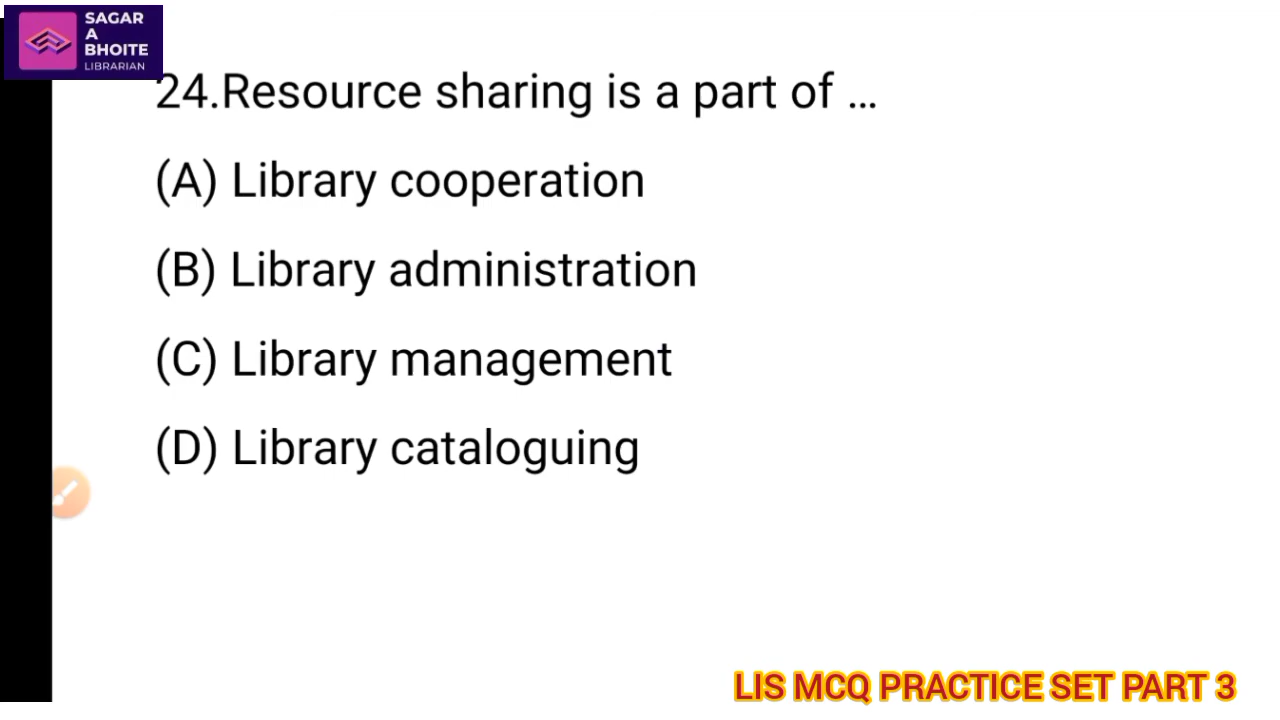 SAGAR
A
BHOITE
LIBRARIAN
24.Resource sharing is a part of ...
(A) Library cooperation
(B) Library administration
(C) Library management
(D) Library cataloguing
LIS MCQ PRACTICE SET PART 3